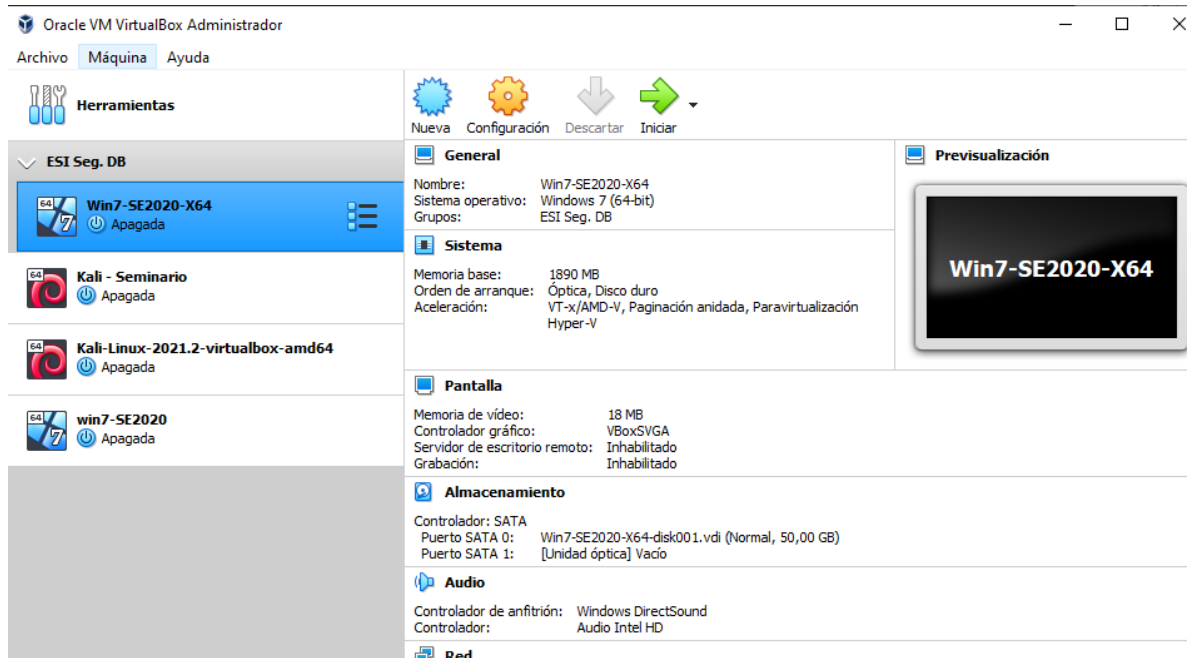 Oracle VM VirtualBox Administrador
Archivo Máquina Ayuda
Herramientas
ESI Seg. DB
64
7
Win7-SE2020-X64
Apagada
64
Kali - Seminario
Apagada
64
Kali-Linux-2021.2-virtualbox-amd64
Apagada
64
7
win7-SE2020
Apagada
Nueva Configuración Descartar Iniciar
General
Nombre: Win7-SE2020-X64
Sistema operativo: Windows 7 (64-bit)
Grupos: ESI Seg. DB
Sistema
Memoria base: 1890 MB
Orden de arranque: Óptica, Disco duro
Aceleración: VT-x/AMD-V, Paginación anidada, Paravirtualización
Hyper-V
Previsualización
Win7-SE2020-X64
Pantalla
Memoria de vídeo: 18 MB
Controlador gráfico: VBoxSVGA
Servidor de escritorio remoto: Inhabilitado
Grabación: Inhabilitado
Almacenamiento
Controlador: SATA
Puerto SATA 0: Win7-SE2020-X64-disk001.vdi (Normal, 50,00 GB)
Puerto SATA 1: [Unidad óptica] Vacío
Audio
Controlador de anfitrión: Windows DirectSound
Controlador: Audio Intel HD
Red